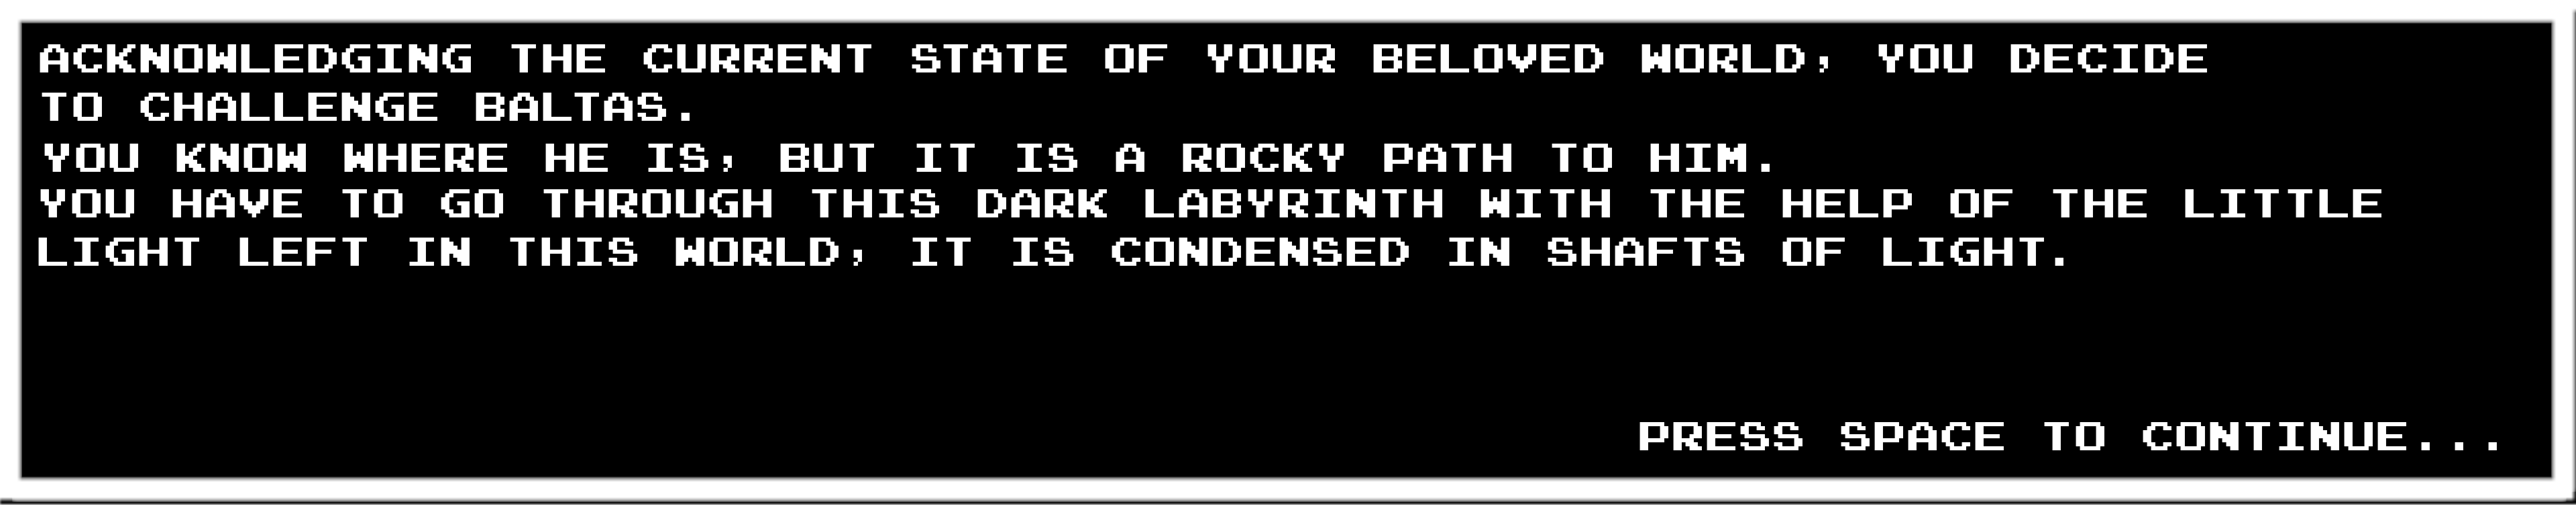 ACKNOWLEDGING THE CURRENT STATE OF YOUR BELOVED WORLD, YOU DECIDE
TO CHALLENGE BALTAS.
YOU KNOW WHERE HE IS, BUT IT IS A ROCKY PATH TO HIM.
YOU HAVE TO GO THROUGH THIS DARK LABYRINTH WITH THE HELP OF THE LITTLE
LIGHT LEFT IN THIS WORLD, IT IS CONDENSED IN SHAFTS OF LIGHT.
PRESS SPACE TO CONTINUE...